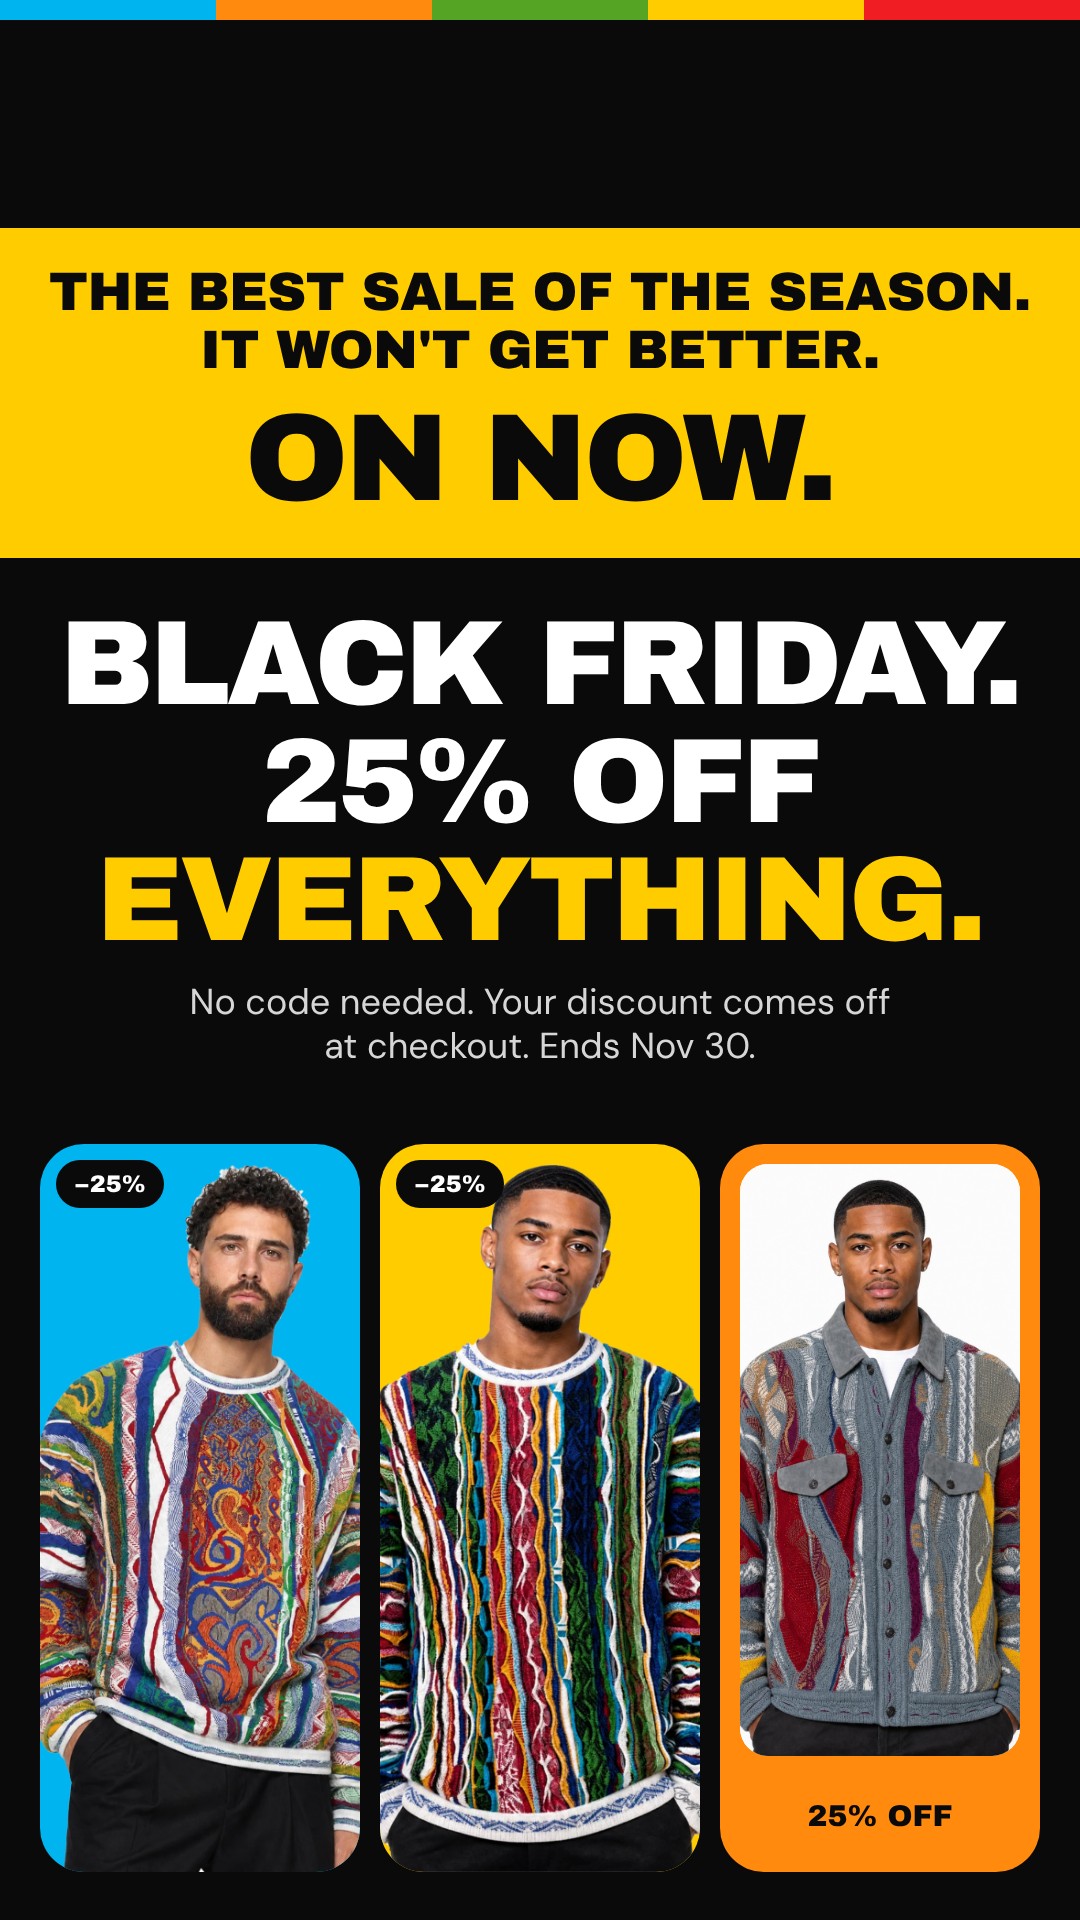 THE BEST SALE OF THE SEASON.
IT WON'T GET BETTER.
ON NOW.
BLACK FRIDAY.
25% OFF
EVERYTHING.
No code needed. Your discount comes off
at checkout. Ends Nov 30.
–25%
–25%
25% OFF